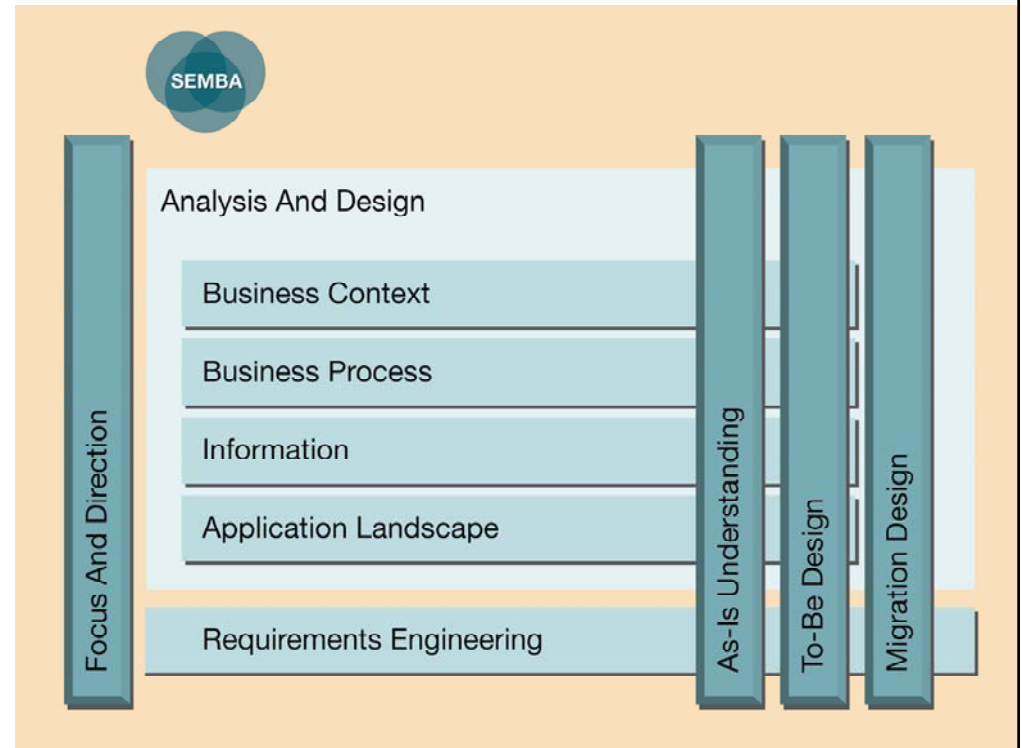 SEMBA
Analysis And Design
Business Context
Business Process
Information
Application Landscape
Requirements Engineering
Focus And Direction
As-Is Understanding
To-Be Design
Migration Design